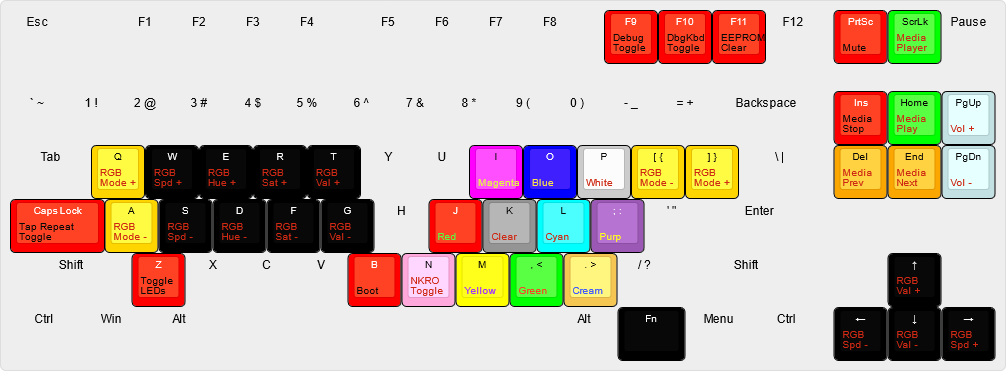 Esc F1 F2 F3 F4 F5 F6 F7 F8 F9 F10 F11 F12 PrtSc ScrLk Pause
Debug Toggle DbgKbd Toggle EEPROM Clear Mute Media Player
` ~ 1 ! 2 @ 3 # 4 $ 5 % 6 ^ 7 & 8 * 9 ( 0 ) - _ = + Backspace Ins Home PgUp
Media Stop Media Play Vol +
Tab Q W E R T Y U I O P [ { ] } \ | Del End PgDn
RGB Mode + RGB Spd + RGB Hue + RGB Sat + RGB Val + Magenta Blue White RGB Mode - RGB Mode + Media Prev Media Next Vol -
Caps Lock A S D F G H J K L ; : ' " Enter
Tap Repeat Toggle RGB Mode - RGB Spd - RGB Hue - RGB Sat - RGB Val - Red Clear Cyan Purp
Shift Z X C V B N M , < . > / ? Shift ↑
Toggle LEDs Boot NKRO Toggle Yellow Green Cream RGB Val +
Ctrl Win Alt Alt Fn Menu Ctrl ← ↓ →
RGB Spd - RGB Val - RGB Spd +